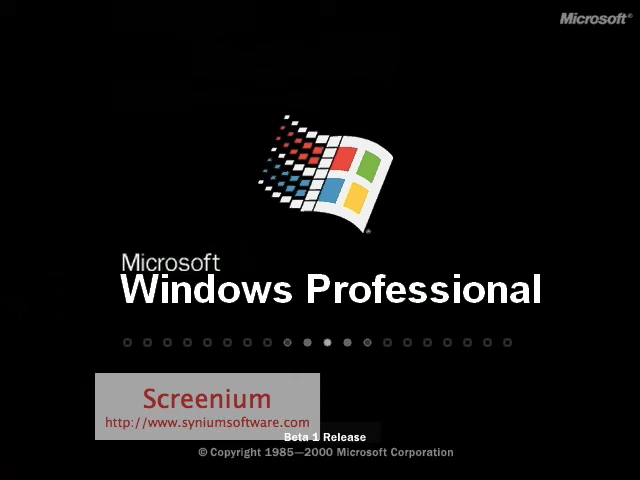 Microsoft®
Microsoft
Windows Professional
Screenium
http://www.syniumsoftware.com
Beta 1 Release
© Copyright 1985—2000 Microsoft Corporation